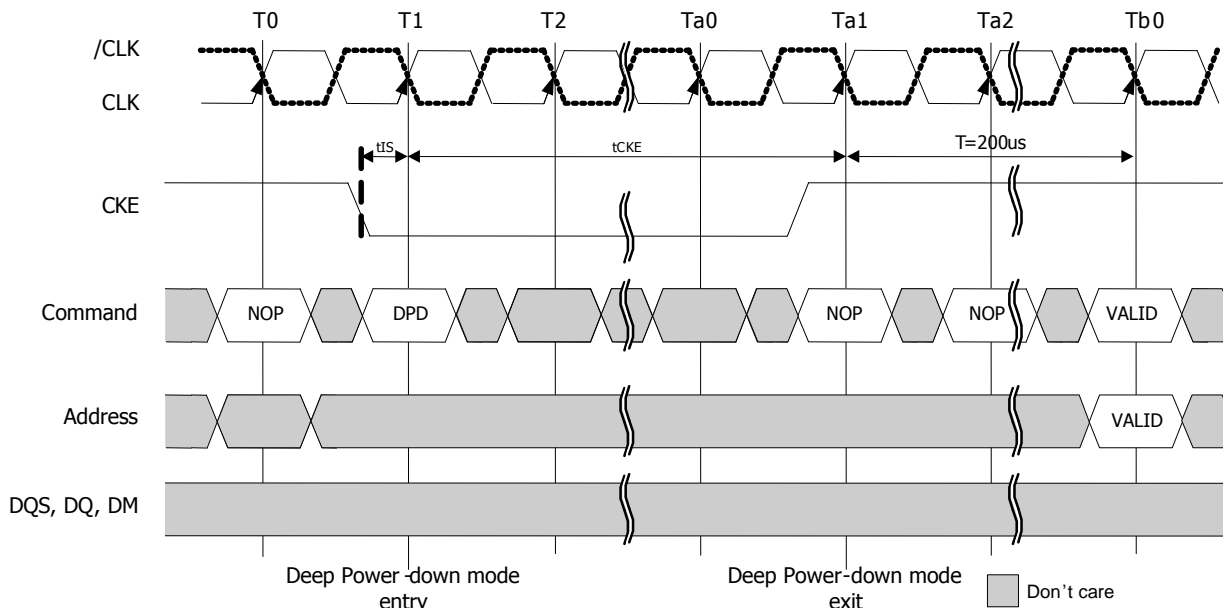 T0 T1 T2 Ta0 Ta1 Ta2 Tb0
/CLK
CLK
tIS tCKE T=200us
CKE
Command NOP DPD NOP NOP VALID
Address VALID
DQS, DQ, DM
Deep Power-down mode
entry
Deep Power-down mode
exit
Don't care